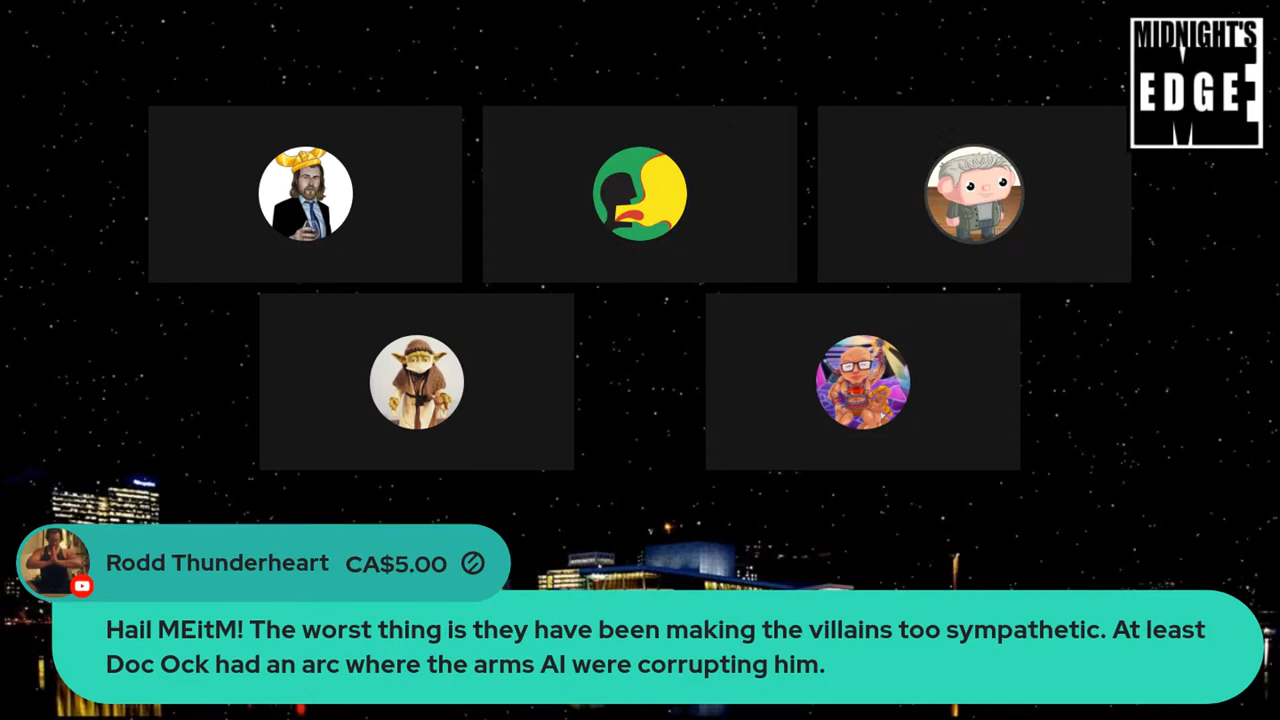 MIDNIGHT'S
EDGE
Rodd Thunderheart CA$5.00
Hail MEitM! The worst thing is they have been making the villains too sympathetic. At least
Doc Ock had an arc where the arms AI were corrupting him.